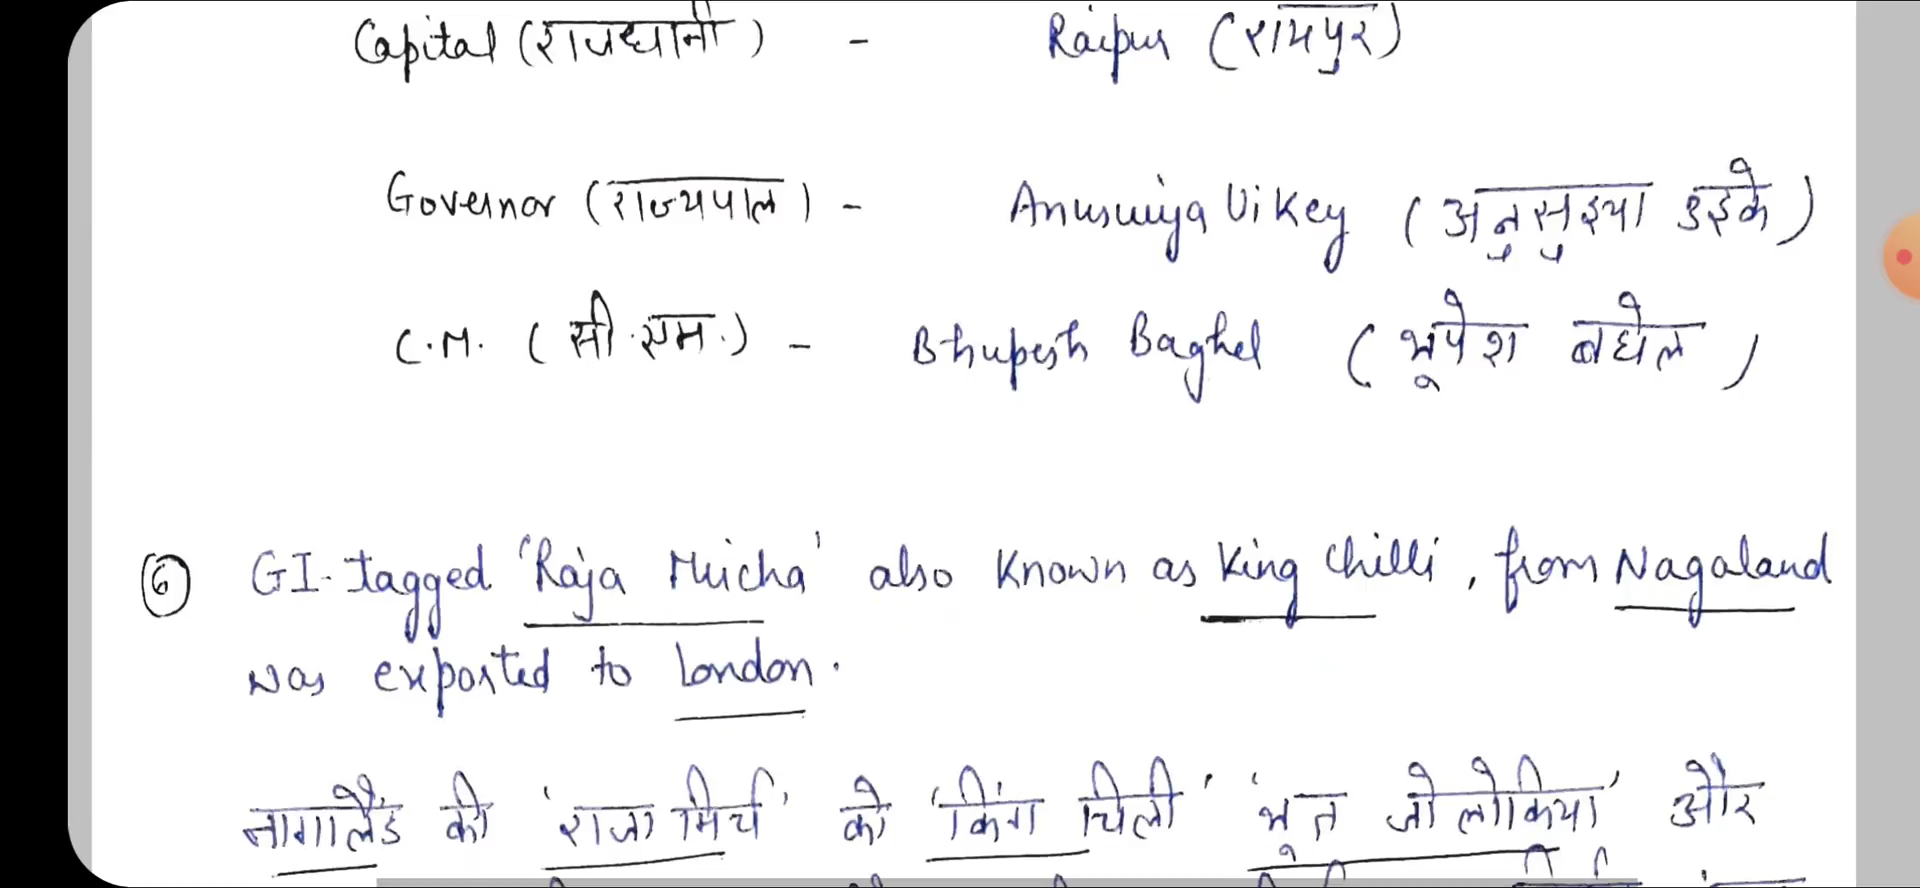 Capital (राजधानी) - Raipur (रायपुर)
Governor (राज्यपाल) - Anusuiya Uikey (अनुसुइया उइके)
C.M. (सी.एम.) - Bhupesh Baghel (भूपेश बघेल)
⑥ GI-tagged 'Raja Mircha' also known as King Chilli, from Nagaland
was exported to London.
नागालैंड की 'राजा मिर्च' को 'किंग चिली' 'भूत जोलोकिया' और